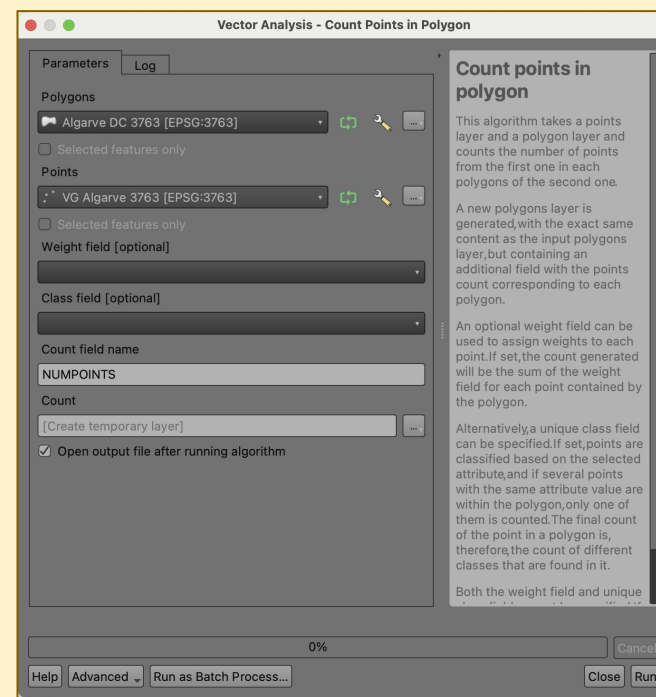 Vector Analysis - Count Points in Polygon
Parameters
Log
Polygons
Algarve DC 3763 [EPSG:3763]
...
Selected features only
Points
VG Algarve 3763 [EPSG:3763]
...
Selected features only
Weight field [optional]
Class field [optional]
Count field name
NUMPOINTS
Count
[Create temporary layer]
...
Open output file after running algorithm
Count points in
polygon
This algorithm takes a points
layer and a polygon layer and
counts the number of points
from the first one in each
polygons of the second one.
A new polygons layer is
generated,with the exact same
content as the input polygons
layer,but containing an
additional field with the points
count corresponding to each
polygon.
An optional weight field can be
used to assign weights to each
point.If set,the count generated
will be the sum of the weight
field for each point contained by
the polygon.
Alternatively,a unique class field
can be specified.If set,points are
classified based on the selected
attribute,and if several points
with the same attribute value are
within the polygon,only one of
them is counted.The final count
of the point in a polygon is,
therefore,the count of different
classes that are found in it.
Both the weight field and unique
0%
Cancel
Help
Advanced
Run as Batch Process...
Close
Run